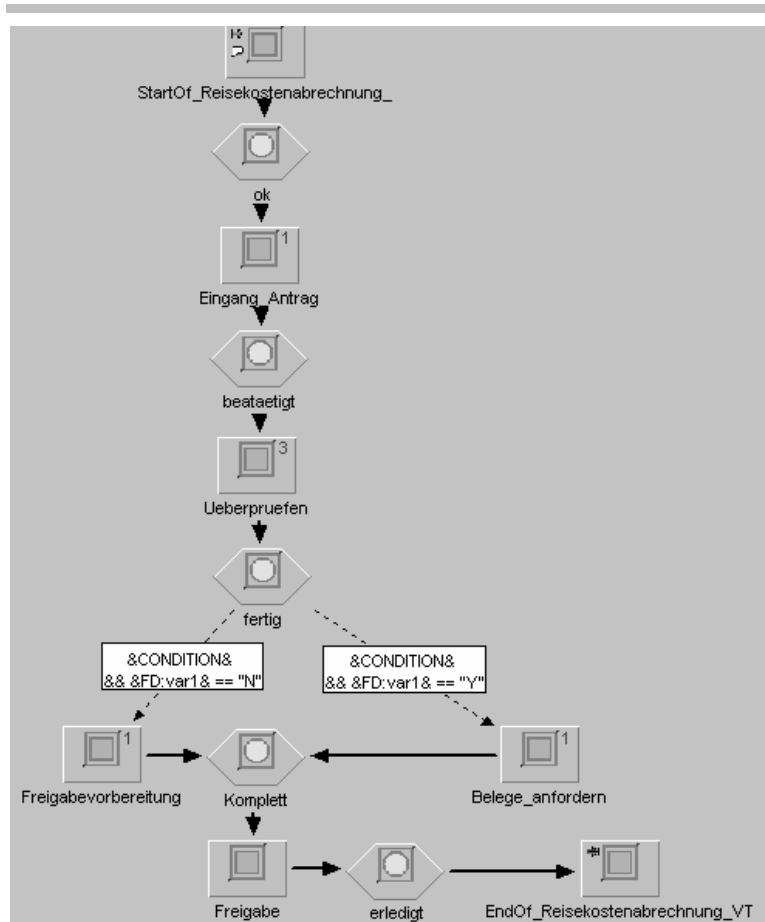 StartOf_Reisekostenabrechnung_
ok
1
Eingang_Antrag
beataetigt
3
Ueberpruefen
fertig
&CONDITION&
&& &FD:var1& == "N"
&CONDITION&
&& &FD:var1& == "Y"
1
Freigabevorbereitung
Komplett
1
Belege_anfordern
Freigabe
erledigt
EndOf_Reisekostenabrechnung_VT